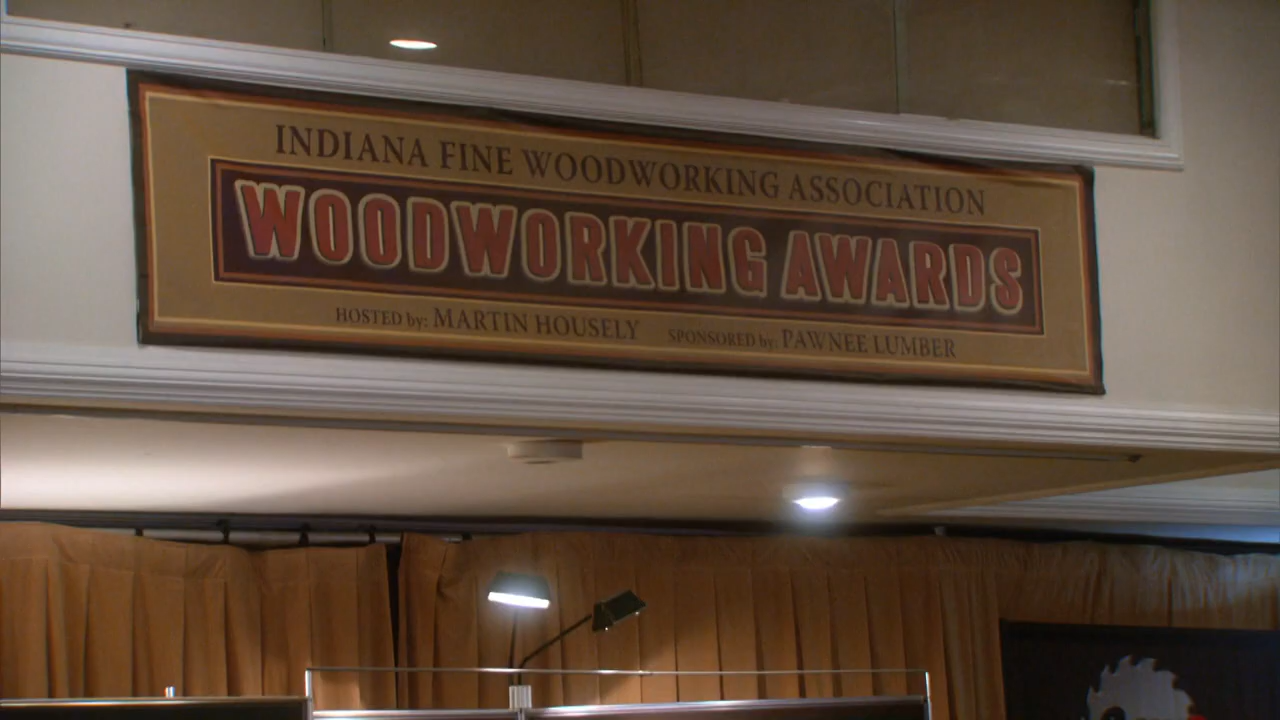 INDIANA FINE WOODWORKING ASSOCIATION
WOODWORKING AWARDS
HOSTED by: MARTIN HOUSELY SPONSORED by: PAWNEE LUMBER